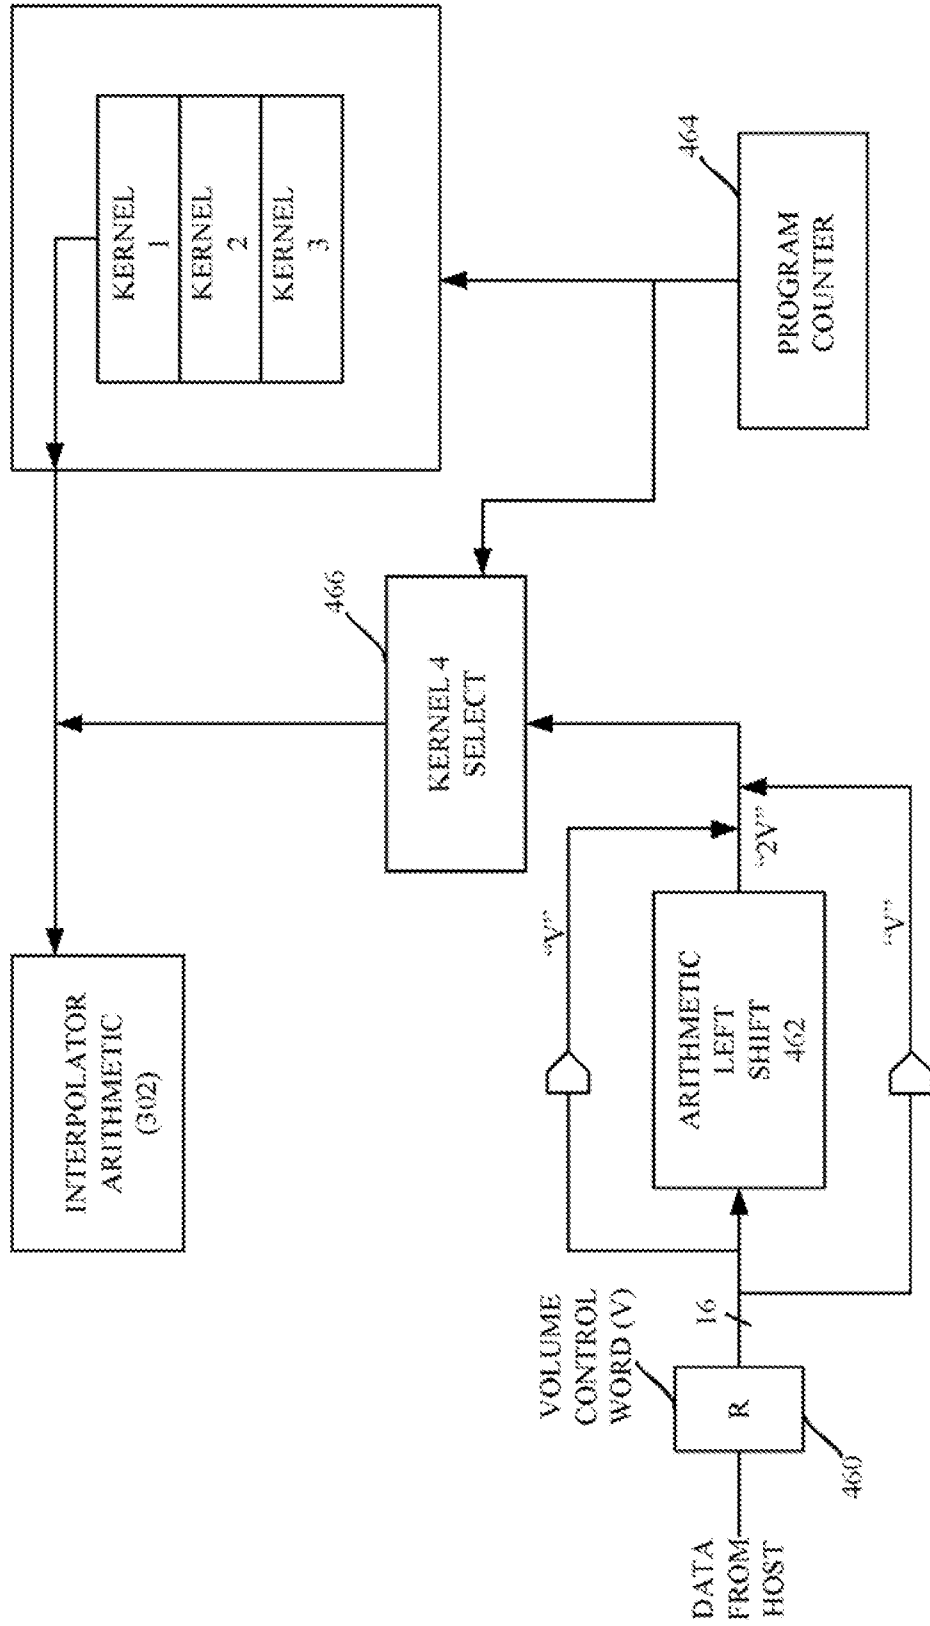 DATA
FROM
HOST
460
R
VOLUME
CONTROL
WORD (V)
16
ARITHMETIC
LEFT
SHIFT
462
"V"
"2V"
"V"
KERNEL 4
SELECT
466
INTERPOLATOR
ARITHMETIC
(302)
KERNEL
1
KERNEL
2
KERNEL
3
PROGRAM
COUNTER
464